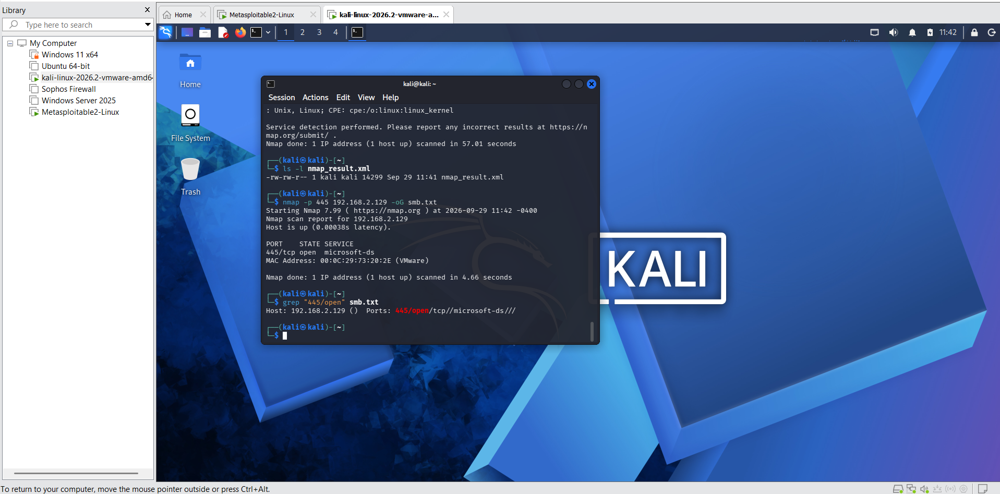 Library
Type here to search
My Computer
Windows 11 x64
Ubuntu 64-bit
kali-linux-2026.2-vmware-amd64
Sophos Firewall
Windows Server 2025
Metasploitable2-Linux
Home
Metasploitable2-Linux
kali-linux-2026.2-vmware-a...
1
2
3
4
11:42
Home
File System
Trash
kali@kali: ~
Session Actions Edit View Help
: Unix, Linux; CPE: cpe:/o:linux:linux_kernel
Service detection performed. Please report any incorrect results at https://n
map.org/submit/ .
Nmap done: 1 IP address (1 host up) scanned in 57.01 seconds
┌──(kali㉿kali)-[~]
└─$ ls -l nmap_result.xml
-rw-rw-r-- 1 kali kali 14299 Sep 29 11:41 nmap_result.xml
┌──(kali㉿kali)-[~]
└─$ nmap -p 445 192.168.2.129 -oG smb.txt
Starting Nmap 7.99 ( https://nmap.org ) at 2026-09-29 11:42 -0400
Nmap scan report for 192.168.2.129
Host is up (0.00038s latency).
PORT    STATE SERVICE
445/tcp open  microsoft-ds
MAC Address: 00:0C:29:73:20:2E (VMware)
Nmap done: 1 IP address (1 host up) scanned in 4.66 seconds
┌──(kali㉿kali)-[~]
└─$ grep "445/open" smb.txt
Host: 192.168.2.129 ()  Ports: 445/open/tcp//microsoft-ds///
┌──(kali㉿kali)-[~]
└─$
KALI
To return to your computer, move the mouse pointer outside or press Ctrl+Alt.